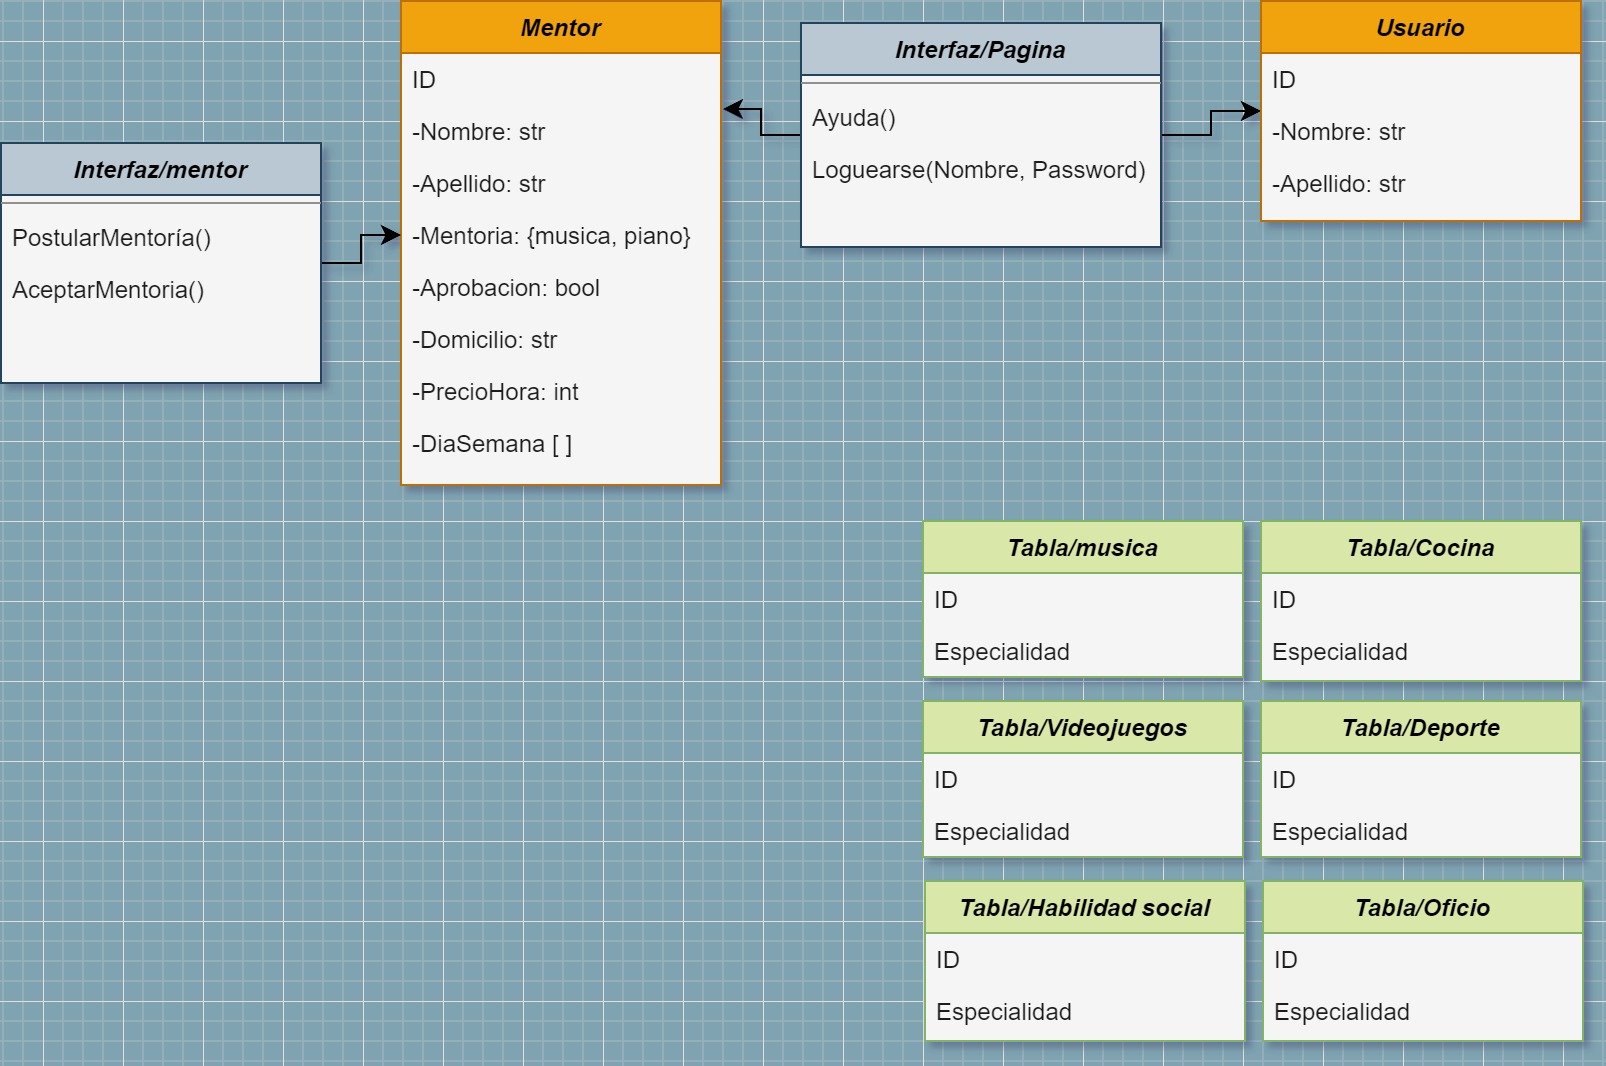 Interfaz/mentor
PostularMentoría()
AceptarMentoria()
Mentor
ID
-Nombre: str
-Apellido: str
-Mentoria: {musica, piano}
-Aprobacion: bool
-Domicilio: str
-PrecioHora: int
-DiaSemana [ ]
Interfaz/Pagina
Ayuda()
Loguearse(Nombre, Password)
Usuario
ID
-Nombre: str
-Apellido: str
Tabla/musica
ID
Especialidad
Tabla/Cocina
ID
Especialidad
Tabla/Videojuegos
ID
Especialidad
Tabla/Deporte
ID
Especialidad
Tabla/Habilidad social
ID
Especialidad
Tabla/Oficio
ID
Especialidad